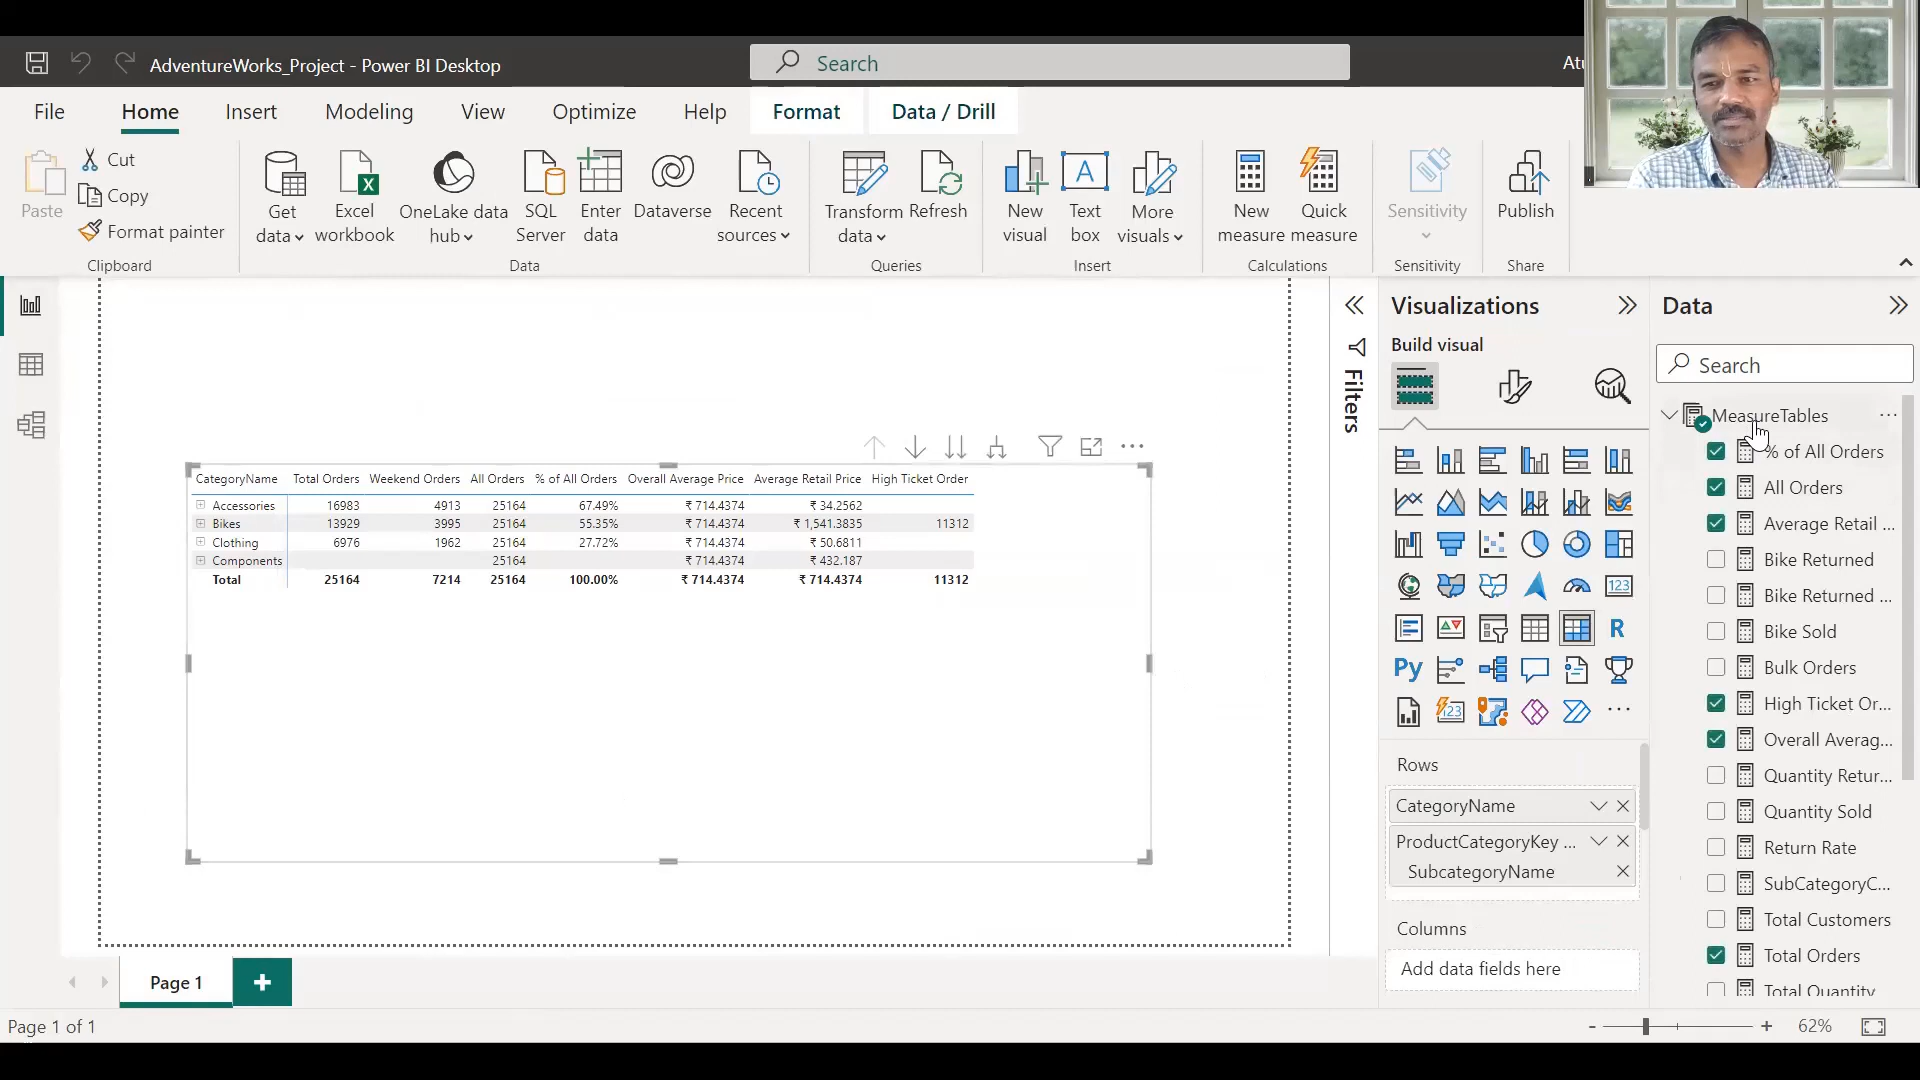 AdventureWorks_Project - Power BI Desktop
Search
File
Home
Insert
Modeling
View
Optimize
Help
Format
Data / Drill
Paste
Cut
Copy
Format painter
Clipboard
Get data
Excel workbook
OneLake data hub
SQL Server
Enter data
Dataverse
Recent sources
Data
Transform data
Refresh
Queries
New visual
A
Text box
More visuals
Insert
New measure
Quick measure
Calculations
Sensitivity
Sensitivity
Publish
Share
CategoryName Total Orders Weekend Orders All Orders % of All Orders Overall Average Price Average Retail Price High Ticket Order
Accessories 16983 4913 25164 67.49% ₹ 714.4374 ₹ 34.2562
Bikes 13929 3995 25164 55.35% ₹ 714.4374 ₹ 1,541.3835 11312
Clothing 6976 1962 25164 27.72% ₹ 714.4374 ₹ 50.6811
Components 25164 ₹ 714.4374 ₹ 432.187
Total 25164 7214 25164 100.00% ₹ 714.4374 ₹ 714.4374 11312
Filters
Visualizations
Build visual
123
R
Py
123
Rows
CategoryName
ProductCategoryKey ...
SubcategoryName
Columns
Add data fields here
Data
Search
MeasureTables
% of All Orders
All Orders
Average Retail ...
Bike Returned
Bike Returned ...
Bike Sold
Bulk Orders
High Ticket Or...
Overall Averag...
Quantity Retur...
Quantity Sold
Return Rate
SubCategoryC...
Total Customers
Total Orders
Total Quantity
Page 1
Page 1 of 1
62%